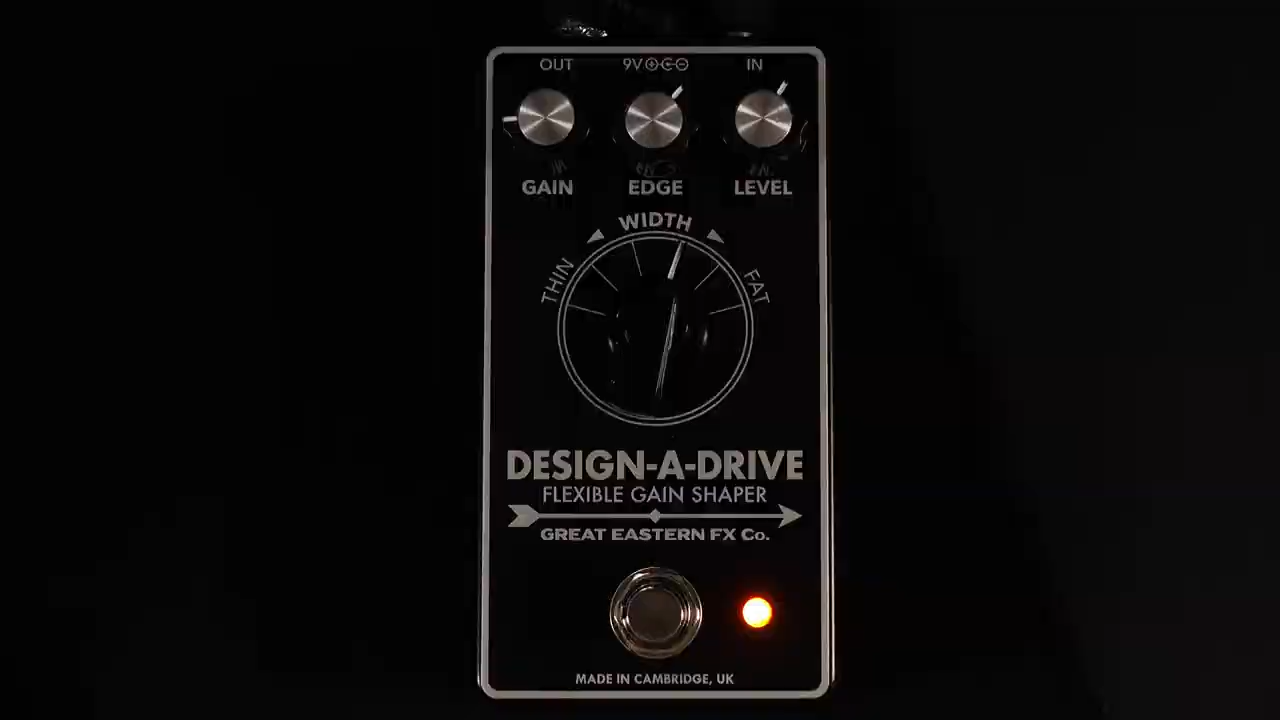 OUT 9V⊕⊂⊖ IN
GAIN EDGE LEVEL
WIDTH
THIN FAT
DESIGN-A-DRIVE
FLEXIBLE GAIN SHAPER
GREAT EASTERN FX Co.
MADE IN CAMBRIDGE, UK